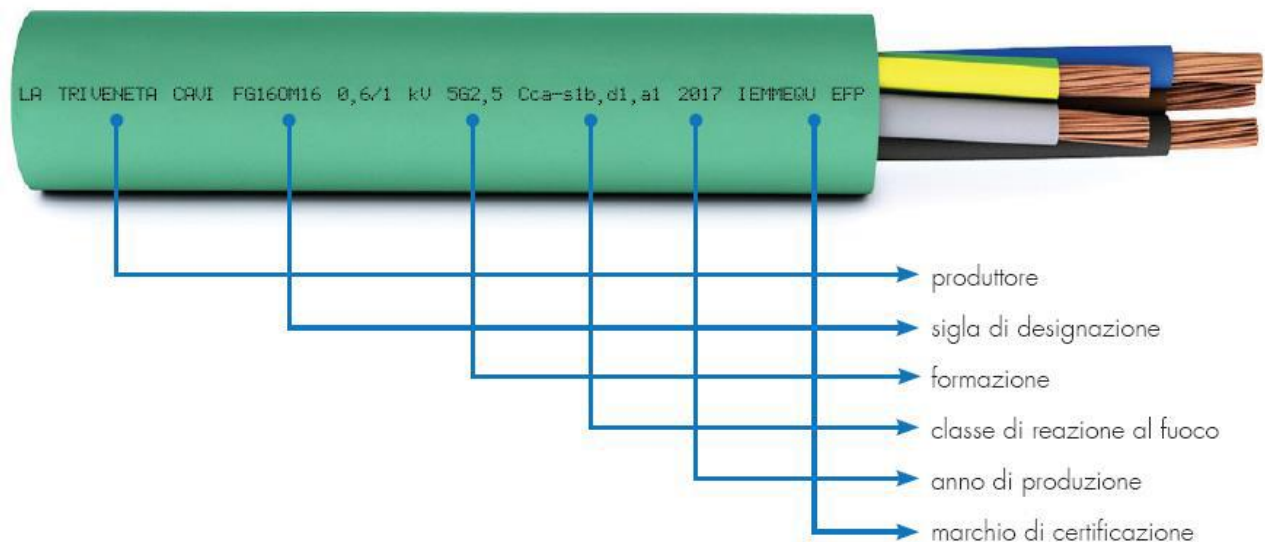 LA TRIVENETA CAVI FG16OM16 0,6/1 kV 5G2,5 Cca-s1b,d1,a1 2017 IEMMEQU EFP
produttore
sigla di designazione
formazione
classe di reazione al fuoco
anno di produzione
marchio di certificazione